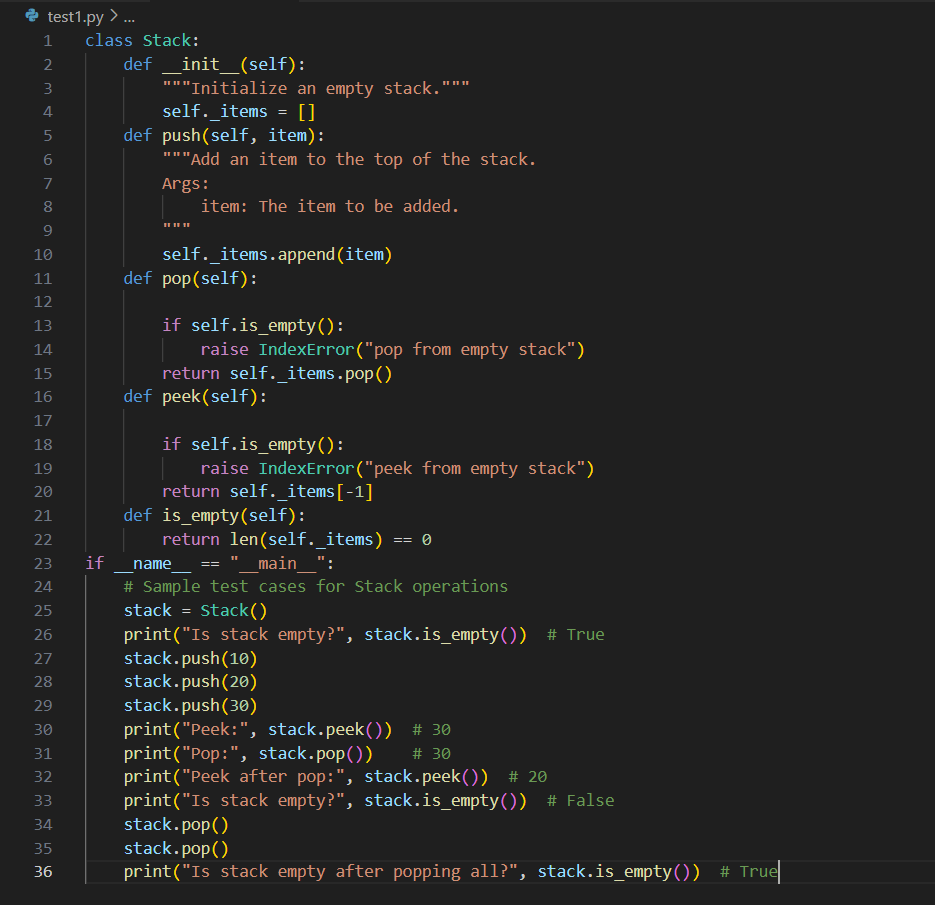 test1.py > ...
1 class Stack:
2     def __init__(self):
3         """Initialize an empty stack."""
4         self._items = []
5     def push(self, item):
6         """Add an item to the top of the stack.
7         Args:
8             item: The item to be added.
9         """
10         self._items.append(item)
11     def pop(self):
12
13         if self.is_empty():
14             raise IndexError("pop from empty stack")
15         return self._items.pop()
16     def peek(self):
17
18         if self.is_empty():
19             raise IndexError("peek from empty stack")
20         return self._items[-1]
21     def is_empty(self):
22         return len(self._items) == 0
23 if __name__ == "__main__":
24     # Sample test cases for Stack operations
25     stack = Stack()
26     print("Is stack empty?", stack.is_empty())  # True
27     stack.push(10)
28     stack.push(20)
29     stack.push(30)
30     print("Peek:", stack.peek())  # 30
31     print("Pop:", stack.pop())    # 30
32     print("Peek after pop:", stack.peek())  # 20
33     print("Is stack empty?", stack.is_empty())  # False
34     stack.pop()
35     stack.pop()
36     print("Is stack empty after popping all?", stack.is_empty())  # True